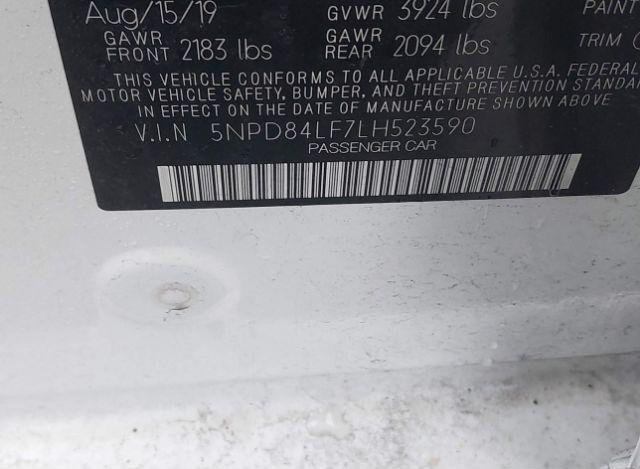 Aug/15/19 GVWR 3924 lbs PAINT
GAWR FRONT 2183 lbs GAWR REAR 2094 lbs TRIM
THIS VEHICLE CONFORMS TO ALL APPLICABLE U.S.A. FEDERAL
MOTOR VEHICLE SAFETY, BUMPER, AND THEFT PREVENTION STANDARD
IN EFFECT ON THE DATE OF MANUFACTURE SHOWN ABOVE.
V.I.N 5NPD84LF7LH523590
PASSENGER CAR